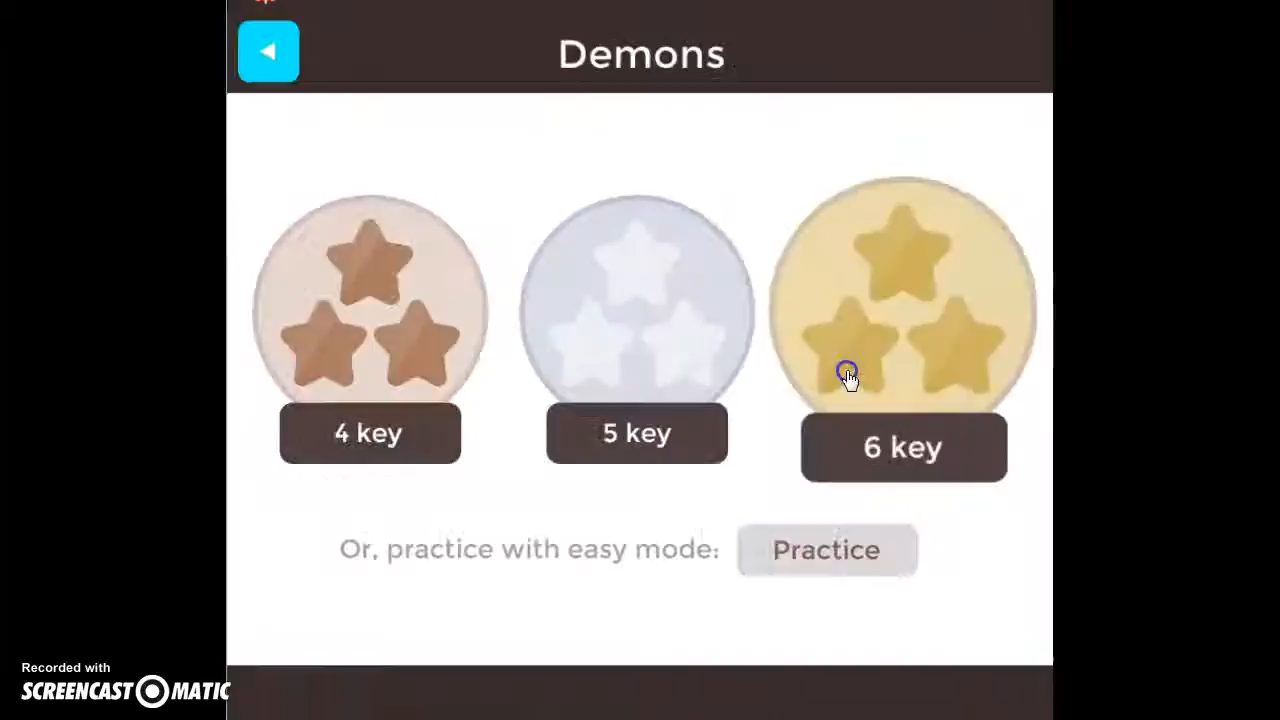 Demons
4 key
5 key
6 key
Or, practice with easy mode:
Practice
Recorded with
SCREENCAST MATIC